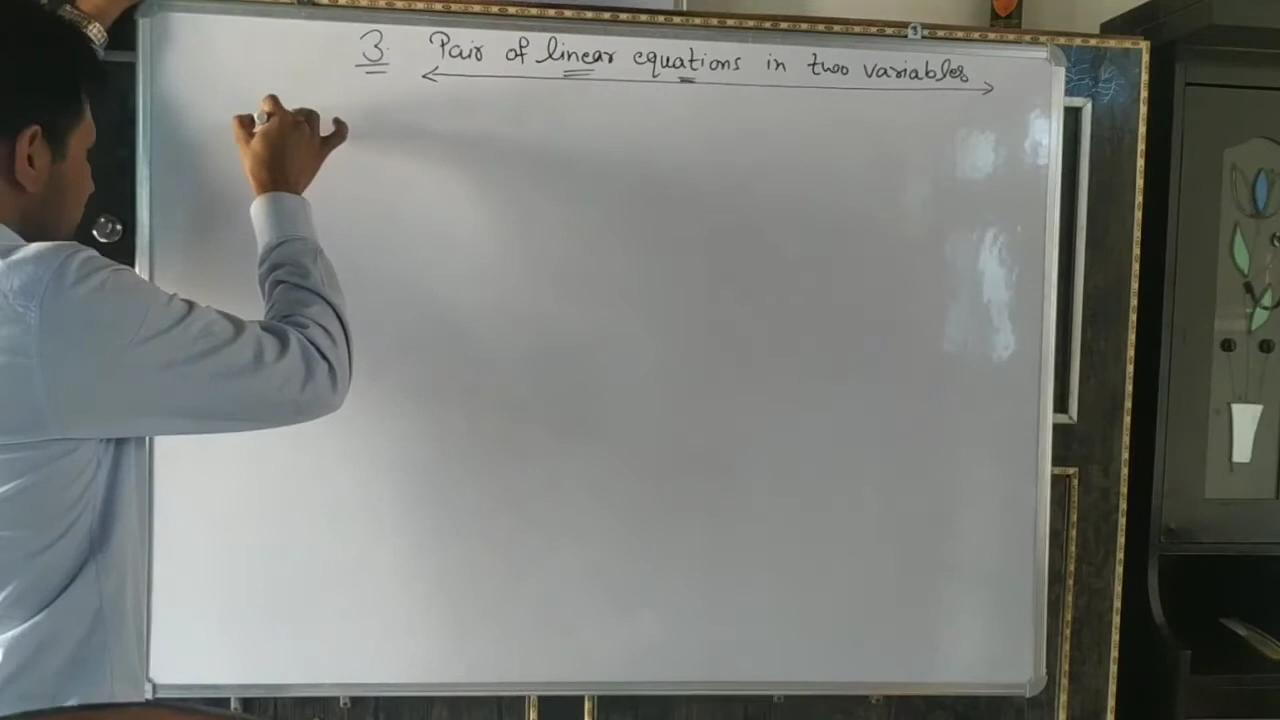 3. Pair of linear equations in two variables